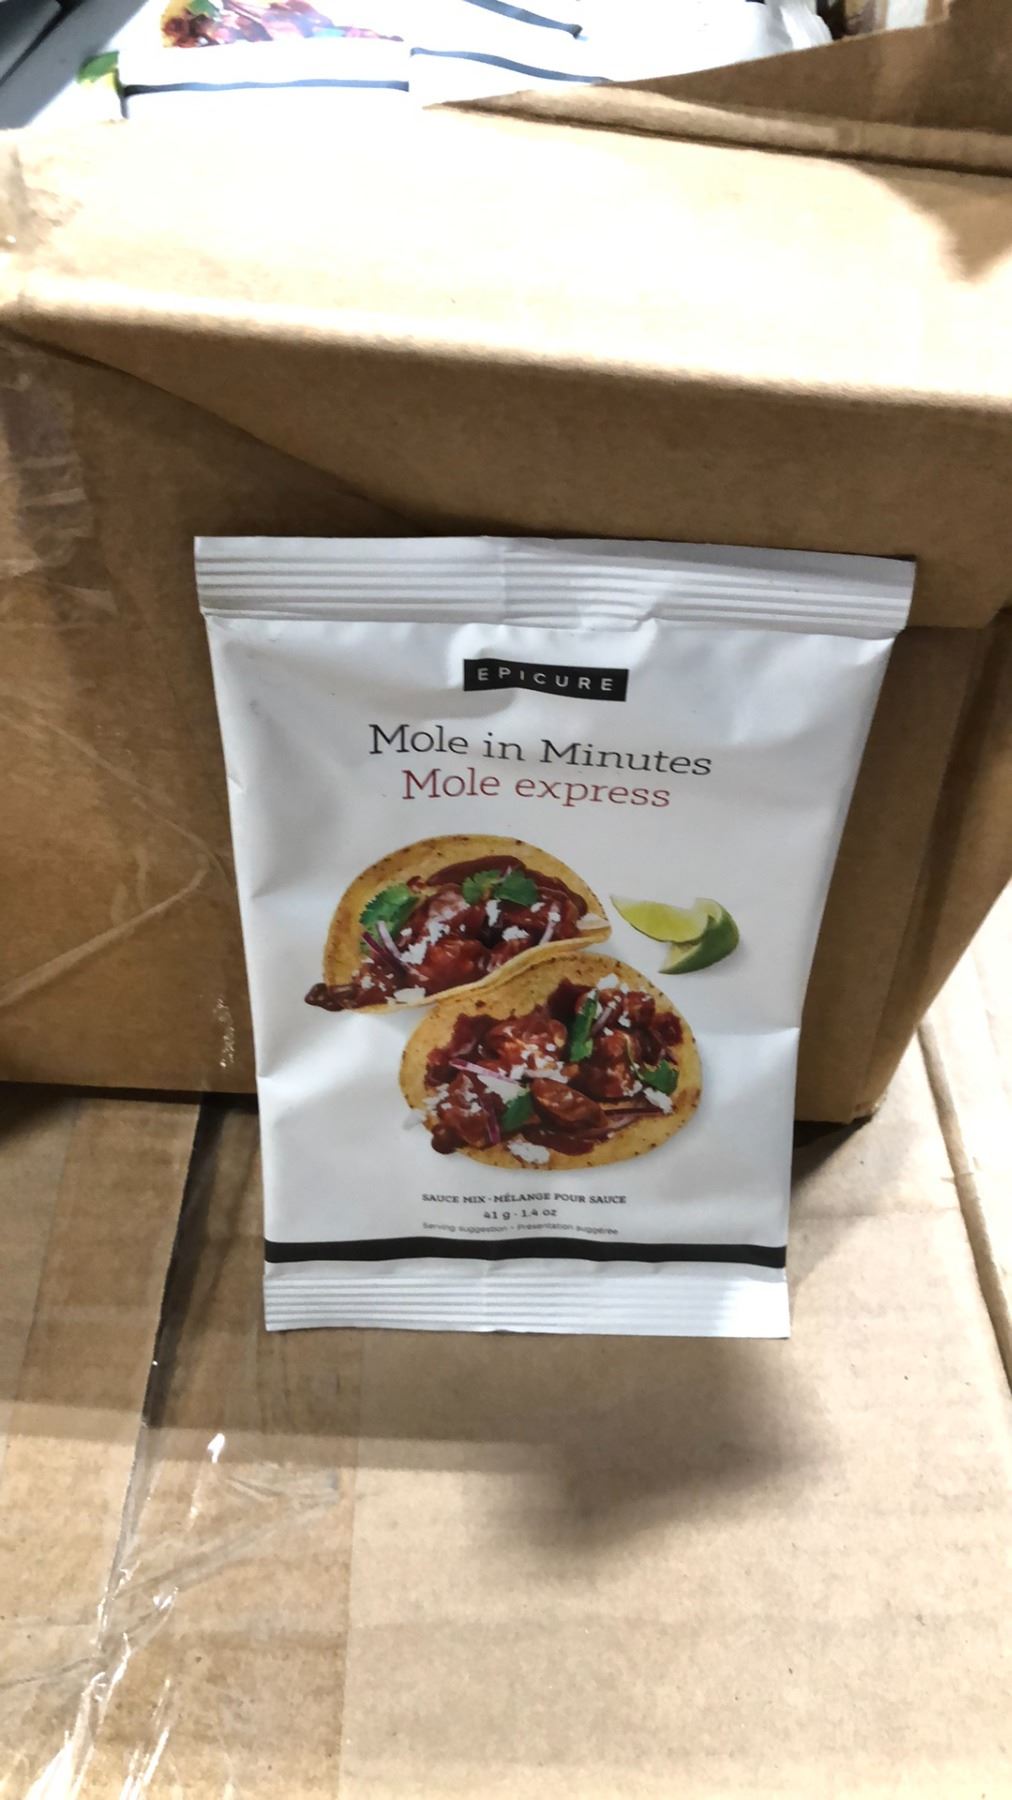 EPICURE
Mole in Minutes
Mole express
SAUCE MIX · MÉLANGE POUR SAUCE
41 g · 1.4 oz
Serving suggestion · Présentation suggérée